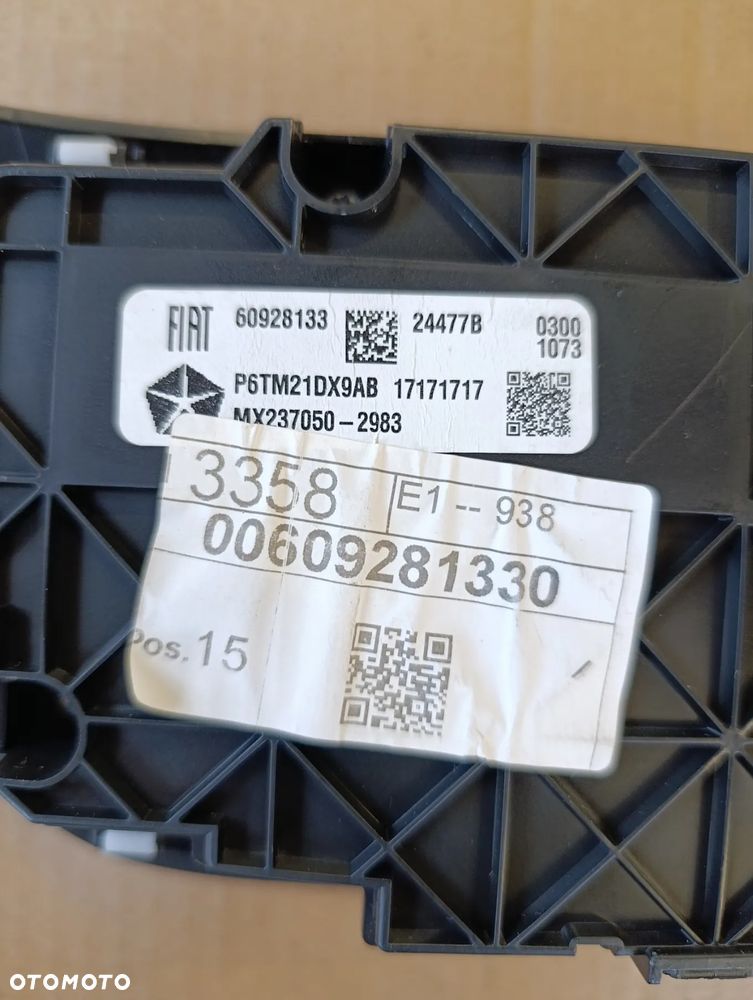 FIAT 60928133 24477B 0300
1073
P6TM21DX9AB 17171717
MX237050-2983
3358 E1 -- 938
00609281330
Pos. 15
OTOMOTO